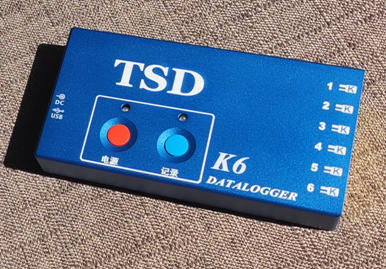 TSD
DC
USB
电源
记录
K6
DATALOGGER
1 K
2 K
3 K
4 K
5 K
6 K